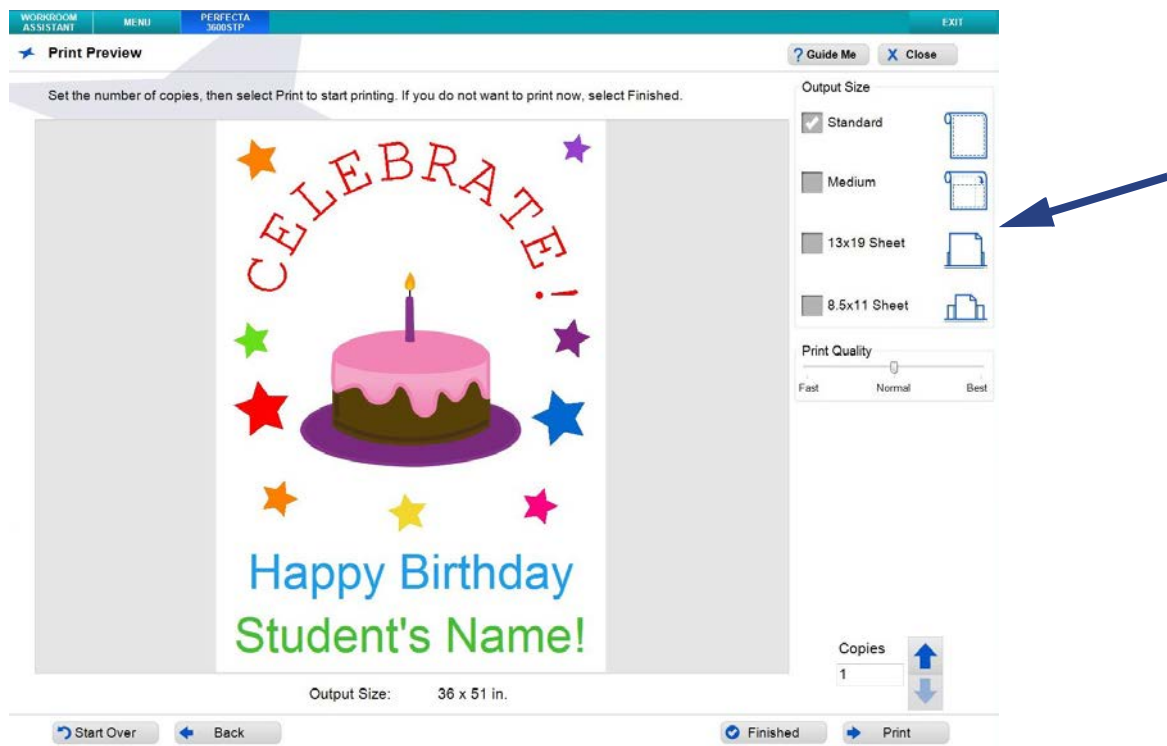 WORKROOM
ASSISTANT
MENU
PERFECTA
3600STP
EXIT
Print Preview
? Guide Me
X Close
Set the number of copies, then select Print to start printing. If you do not want to print now, select Finished.
CELEBRATE!
Happy Birthday
Student's Name!
Output Size: 36 x 51 in.
Output Size
Standard
Medium
13x19 Sheet
8.5x11 Sheet
Print Quality
Fast Normal Best
Copies
1
Start Over
Back
Finished
Print